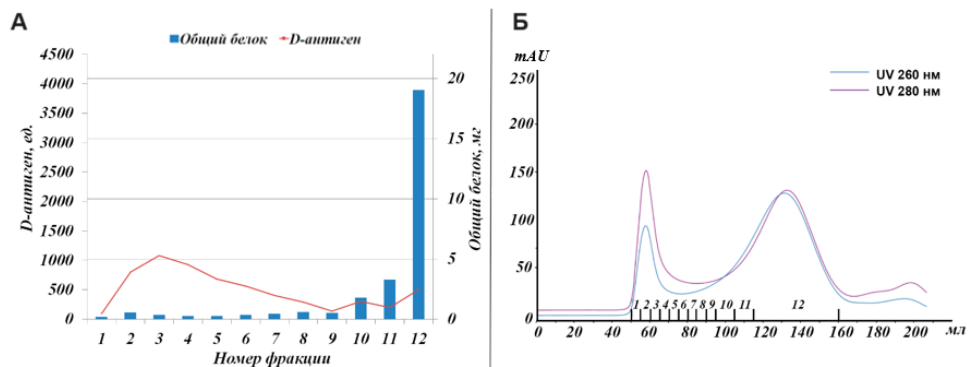 А
Общий белок
D-антиген
4500
4000
3500
3000
2500
2000
1500
1000
500
0
D-антиген, ед.
20
15
10
5
0
Общий белок, мг
1 2 3 4 5 6 7 8 9 10 11 12
Номер фракции
Б
mAU
UV 260 нм
UV 280 нм
250
200
150
100
50
0
1 2 3 4 5 6 7 8 9 10 11 12
0 20 40 60 80 100 120 140 160 180 200 мл